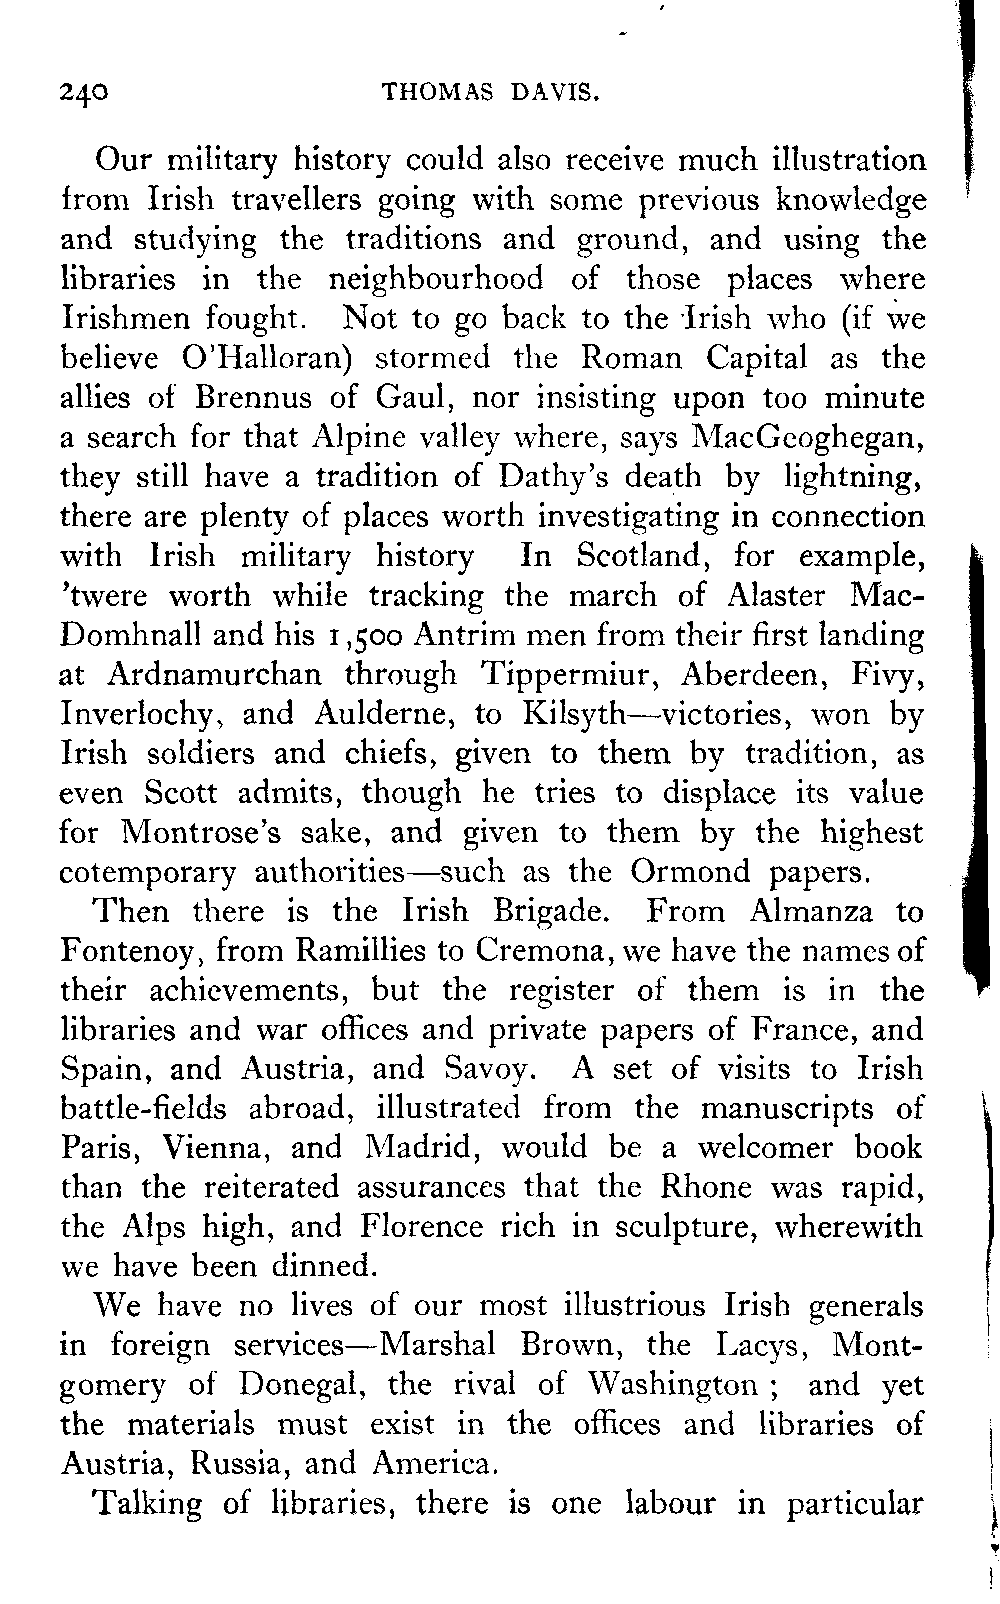 240 THOMAS DAVIS.
Our military history could also receive much illustration
from Irish travellers going with some previous knowledge
and studying the traditions and ground, and using the
libraries in the neighbourhood of those places where
Irishmen fought. Not to go back to the Irish who (if we
believe O'Halloran) stormed the Roman Capital as the
allies of Brennus of Gaul, nor insisting upon too minute
a search for that Alpine valley where, says MacGeoghegan,
they still have a tradition of Dathy's death by lightning,
there are plenty of places worth investigating in connection
with Irish military history In Scotland, for example,
'twere worth while tracking the march of Alaster Mac-
Domhnall and his 1,500 Antrim men from their first landing
at Ardnamurchan through Tippermiur, Aberdeen, Fivy,
Inverlochy, and Aulderne, to Kilsyth—victories, won by
Irish soldiers and chiefs, given to them by tradition, as
even Scott admits, though he tries to displace its value
for Montrose's sake, and given to them by the highest
cotemporary authorities—such as the Ormond papers.
Then there is the Irish Brigade. From Almanza to
Fontenoy, from Ramillies to Cremona, we have the names of
their achievements, but the register of them is in the
libraries and war offices and private papers of France, and
Spain, and Austria, and Savoy. A set of visits to Irish
battle-fields abroad, illustrated from the manuscripts of
Paris, Vienna, and Madrid, would be a welcomer book
than the reiterated assurances that the Rhone was rapid,
the Alps high, and Florence rich in sculpture, wherewith
we have been dinned.
We have no lives of our most illustrious Irish generals
in foreign services—Marshal Brown, the Lacys, Mont-
gomery of Donegal, the rival of Washington ; and yet
the materials must exist in the offices and libraries of
Austria, Russia, and America.
Talking of libraries, there is one labour in particular